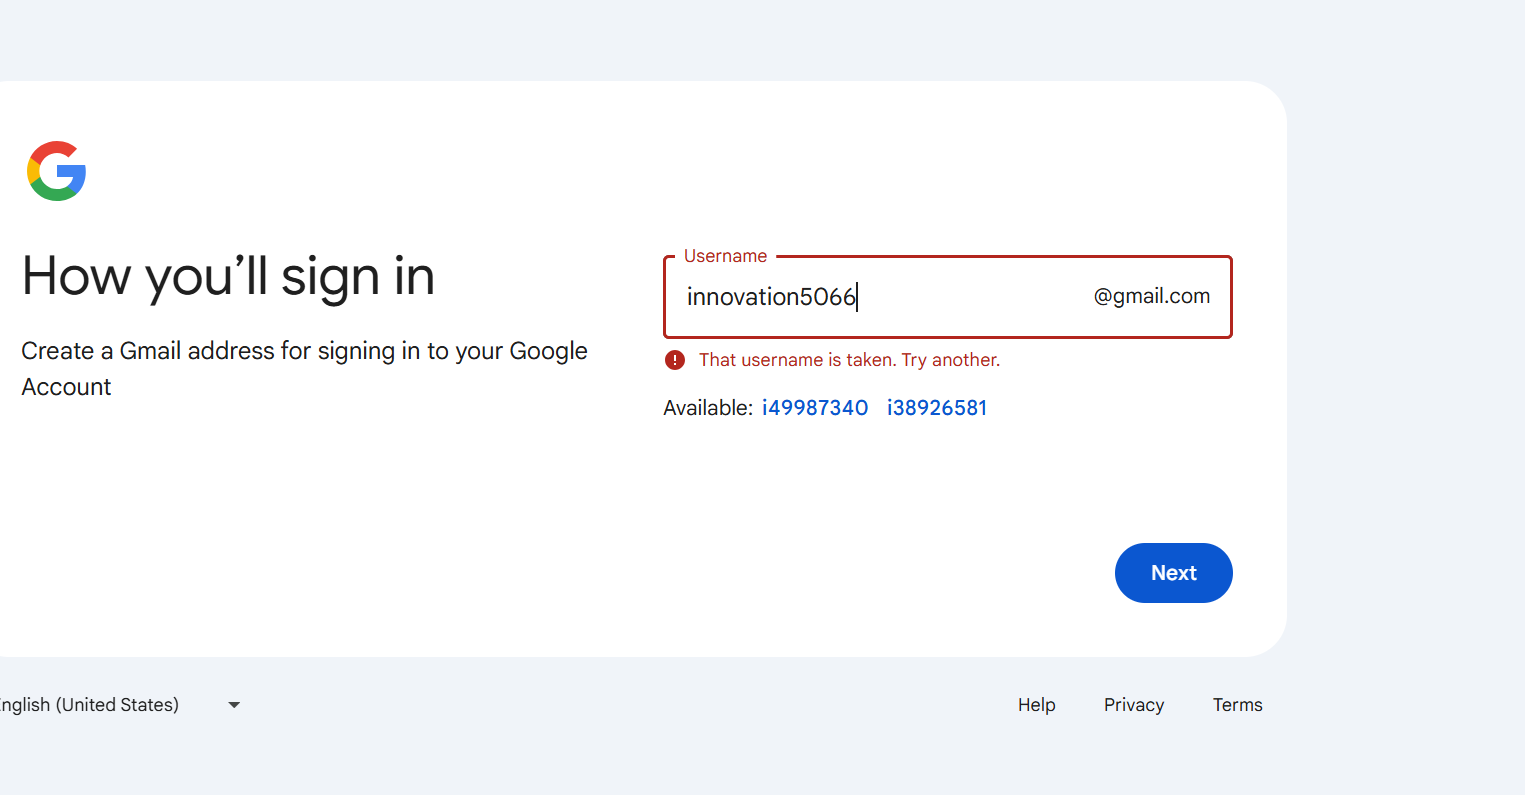 How you’ll sign in
Create a Gmail address for signing in to your Google
Account
Username
innovation5066
@gmail.com
That username is taken. Try another.
Available: i49987340 i38926581
Next
English (United States)
Help Privacy Terms